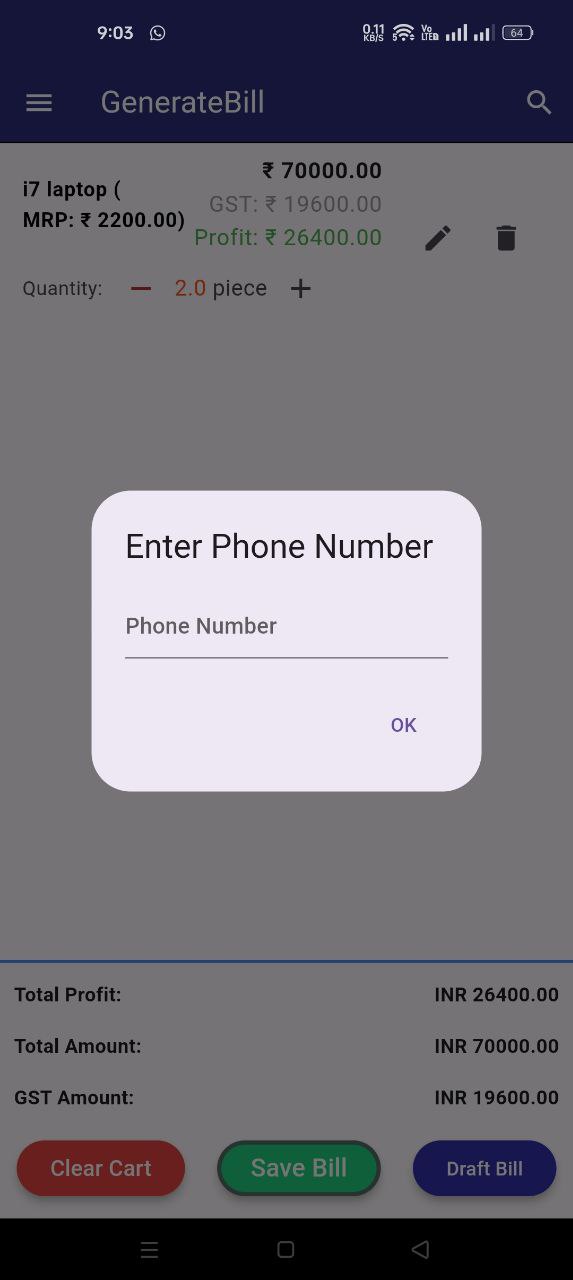 9:03
0.11 KB/S 5 Vo LTE 64
GenerateBill
i7 laptop (
MRP: ₹ 2200.00)
₹ 70000.00
GST: ₹ 19600.00
Profit: ₹ 26400.00
Quantity: 2.0 piece
Enter Phone Number
Phone Number
OK
Total Profit: INR 26400.00
Total Amount: INR 70000.00
GST Amount: INR 19600.00
Clear Cart Save Bill Draft Bill